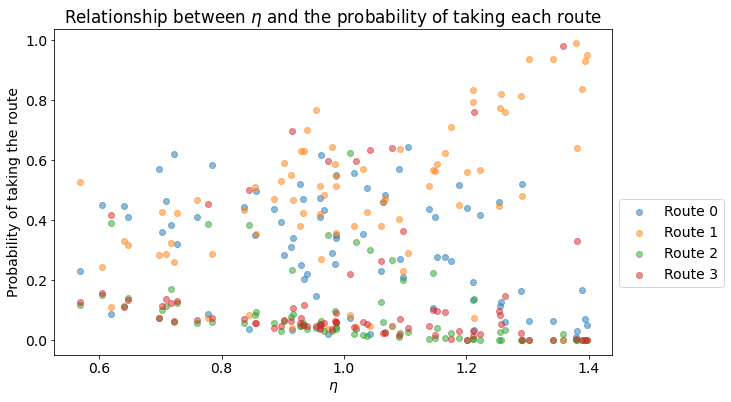 Relationship between η and the probability of taking each route
Probability of taking the route
1.0
0.8
0.6
0.4
0.2
0.0
0.6 0.8 1.0 1.2 1.4
η
Route 0
Route 1
Route 2
Route 3